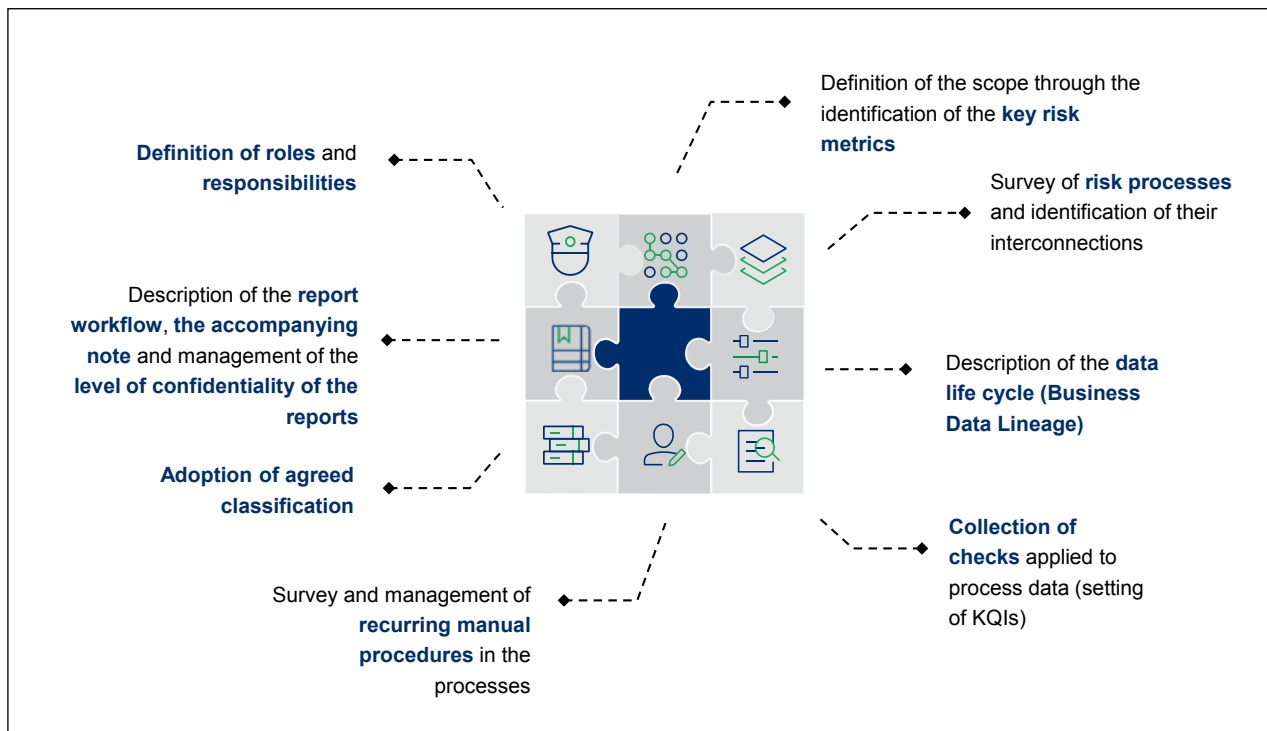 Definition of the scope through the
identification of the key risk
metrics
Definition of roles and
responsibilities
Survey of risk processes
and identification of their
interconnections
Description of the report
workflow, the accompanying
note and management of the
level of confidentiality of the
reports
Description of the data
life cycle (Business
Data Lineage)
Adoption of agreed
classification
Collection of
checks applied to
process data (setting
of KQIs)
Survey and management of
recurring manual
procedures in the
processes